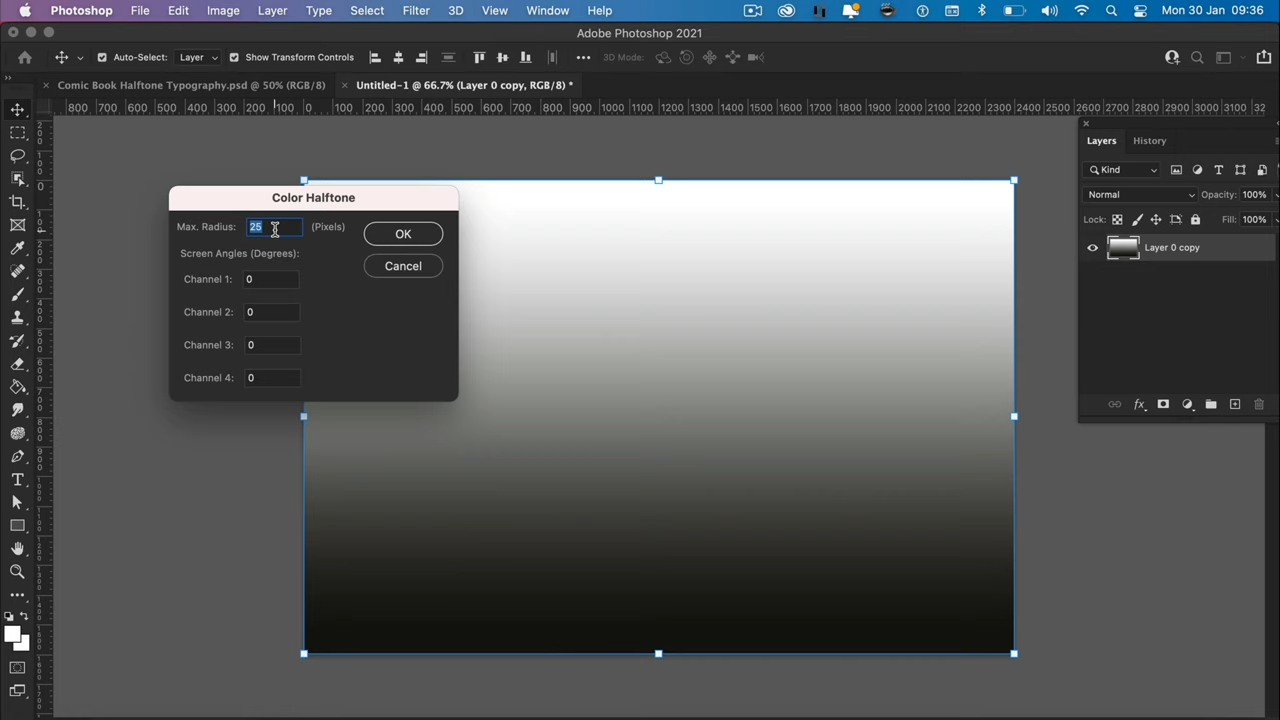 Photoshop File Edit Image Layer Type Select Filter 3D View Window Help Mon 30 Jan 09:36
Adobe Photoshop 2021
Auto-Select: Layer Show Transform Controls 3D Mode:
Comic Book Halftone Typography.psd @ 50% (RGB/8) Untitled-1 @ 66.7% (Layer 0 copy, RGB/8) *
800 700 600 500 400 300 200 100 0 100 200 300 400 500 600 700 800 900 1000 1100 1200 1300 1400 1500 1600 1700 1800 1900 2000 2100 2200 2300 2400 2500 2600 2700 2800 2900 3000 3100 32
Layers History
Kind
Normal Opacity: 100%
Lock: Fill: 100%
Layer 0 copy
fx
Color Halftone
Max. Radius: 25 (Pixels) OK
Screen Angles (Degrees):
Cancel
Channel 1: 0
Channel 2: 0
Channel 3: 0
Channel 4: 0